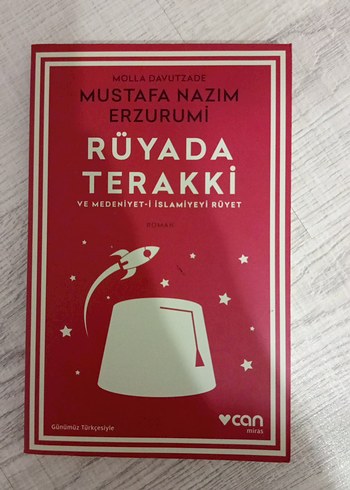 MOLLA DAVUTZADE
MUSTAFA NAZIM
ERZURUMİ
RÜYADA
TERAKKİ
VE MEDENİYET-İ İSLAMİYEYİ RÜYET
ROMAN
Günümüz Türkçesiyle
can
miras